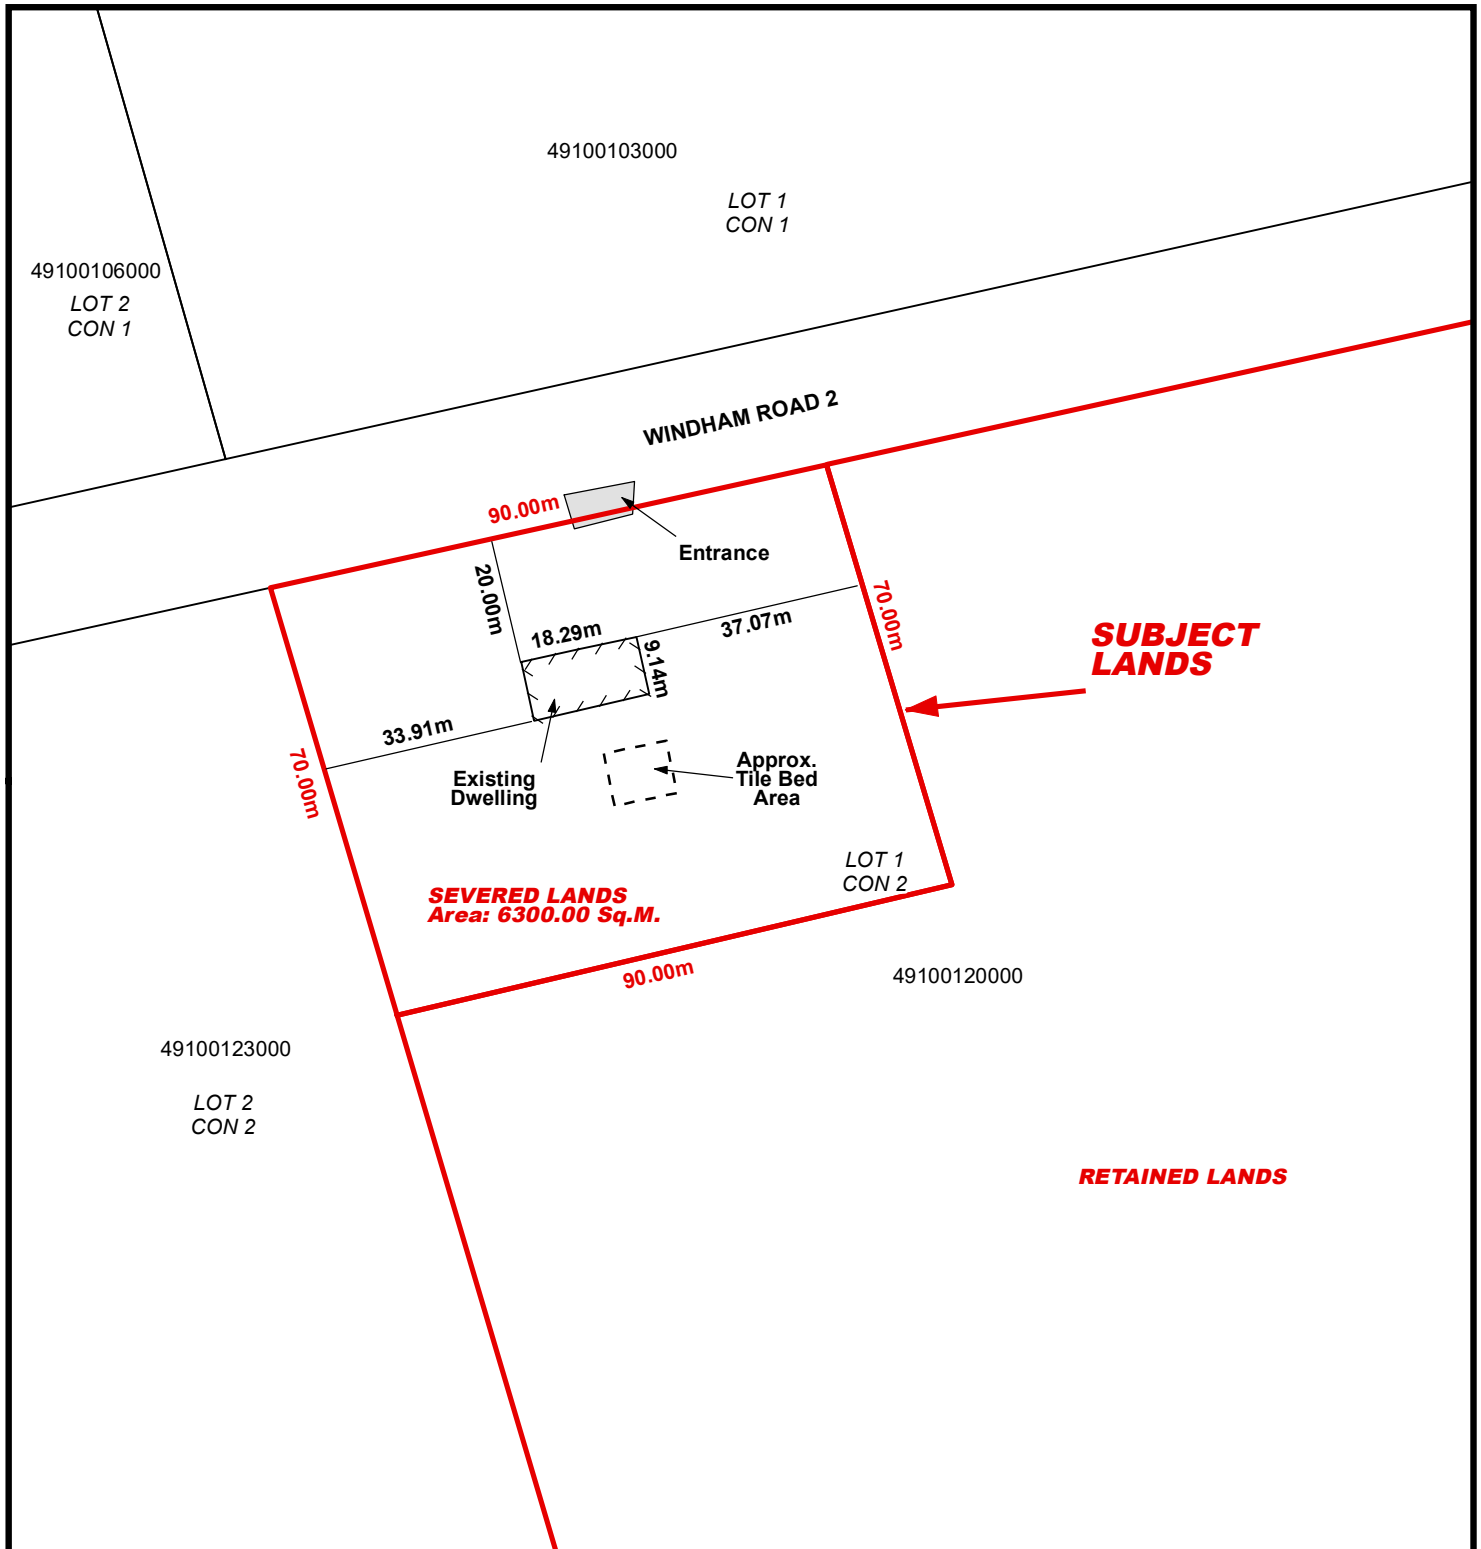 49100103000
LOT 1
CON 1
49100106000
LOT 2
CON 1
WINDHAM ROAD 2
90.00m
Entrance
20.00m
18.29m
9.14m
37.07m
70.00m
SUBJECT
LANDS
33.91m
70.00m
Existing
Dwelling
Approx.
Tile Bed
Area
LOT 1
CON 2
SEVERED LANDS
Area: 6300.00 Sq.M.
90.00m
49100120000
49100123000
LOT 2
CON 2
RETAINED LANDS